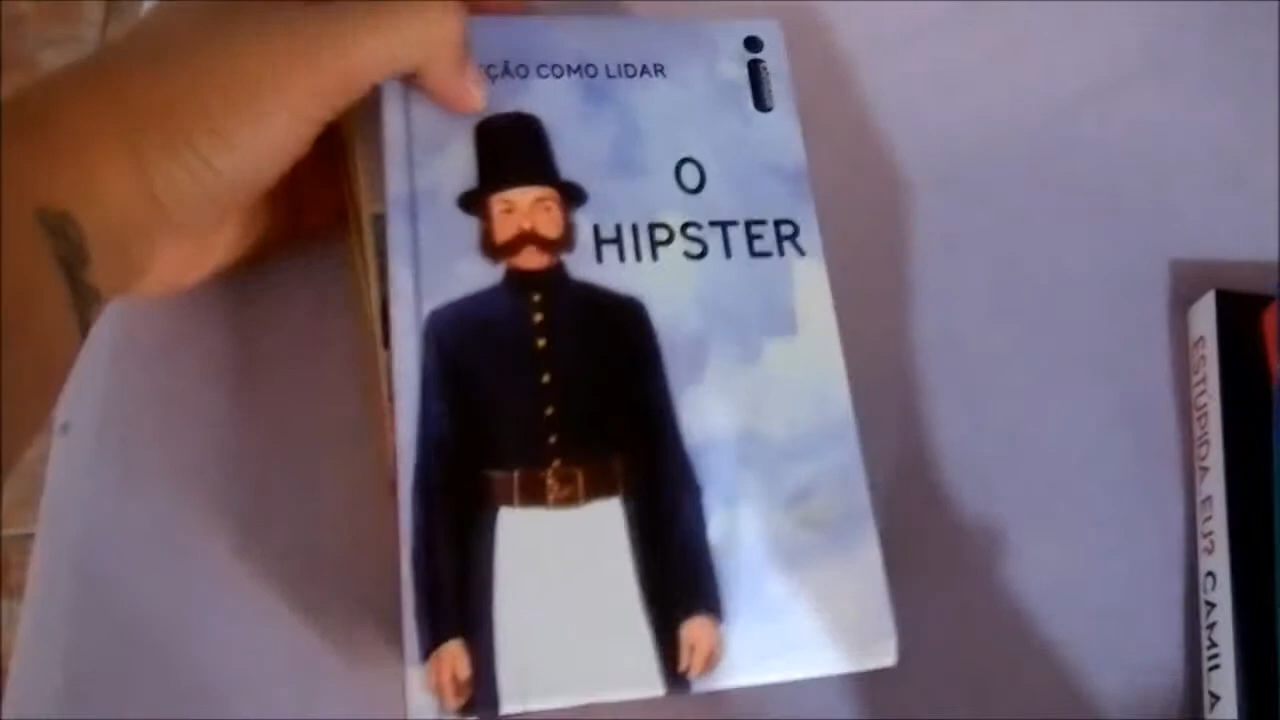 ÇÃO COMO LIDAR
O
HIPSTER
ESTÚPIDA, EU? CAMILA